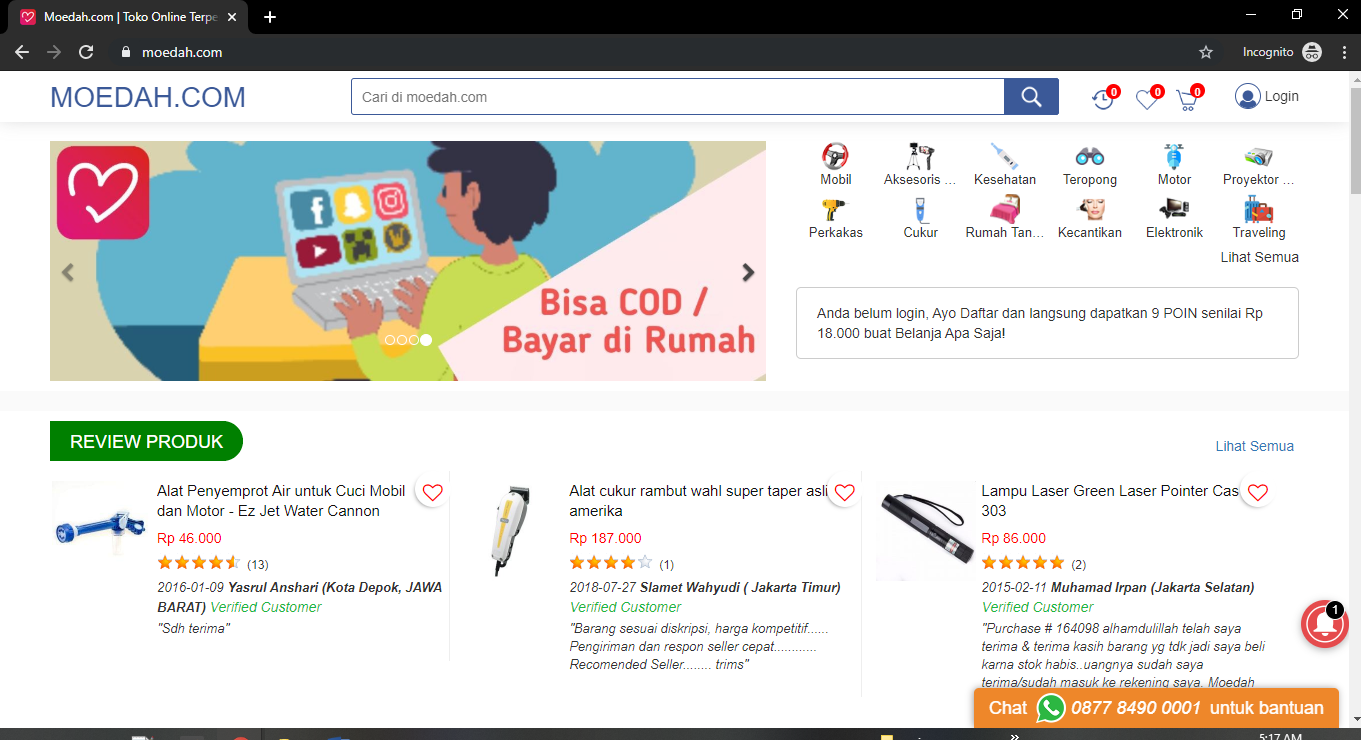 Moedah.com | Toko Online Terpe
moedah.com
Incognito
MOEDAH.COM
Cari di moedah.com
0
0
0
Login
Bisa COD /
Bayar di Rumah
Mobil
Aksesoris ...
Kesehatan
Teropong
Motor
Proyektor ...
Perkakas
Cukur
Rumah Tan...
Kecantikan
Elektronik
Traveling
Lihat Semua
Anda belum login, Ayo Daftar dan langsung dapatkan 9 POIN senilai Rp
18.000 buat Belanja Apa Saja!
REVIEW PRODUK
Lihat Semua
Alat Penyemprot Air untuk Cuci Mobil
dan Motor - Ez Jet Water Cannon
Rp 46.000
(13)
2016-01-09 Yasrul Anshari (Kota Depok, JAWA
BARAT) Verified Customer
"Sdh terima"
Alat cukur rambut wahl super taper asli
amerika
Rp 187.000
(1)
2018-07-27 Slamet Wahyudi ( Jakarta Timur)
Verified Customer
"Barang sesuai diskripsi, harga kompetitif......
Pengiriman dan respon seller cepat............
Recomended Seller........ trims"
Lampu Laser Green Laser Pointer Cas
303
Rp 86.000
(2)
2015-02-11 Muhamad Irpan (Jakarta Selatan)
Verified Customer
"Purchase # 164098 alhamdulillah telah saya
terima & terima kasih barang yg tdk jadi saya beli
karna stok habis..uangnya sudah saya
terima/sudah masuk ke rekening saya. Moedah
1
Chat 0877 8490 0001 untuk bantuan
5:17 AM